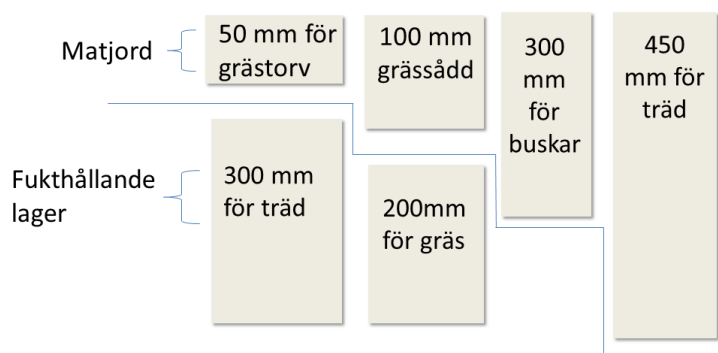 Matjord
50 mm för
grästorv
100 mm
grässådd
300
mm
för
buskar
450
mm för
träd
Fukthållande
lager
300 mm
för träd
200mm
för gräs